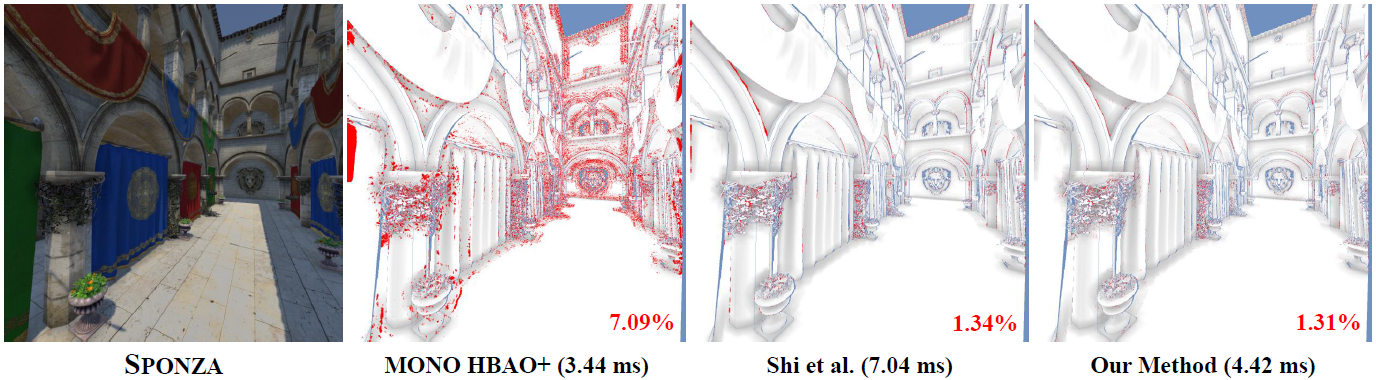 7.09%
1.34%
1.31%
SPONZA
MONO HBAO+ (3.44 ms)
Shi et al. (7.04 ms)
Our Method (4.42 ms)